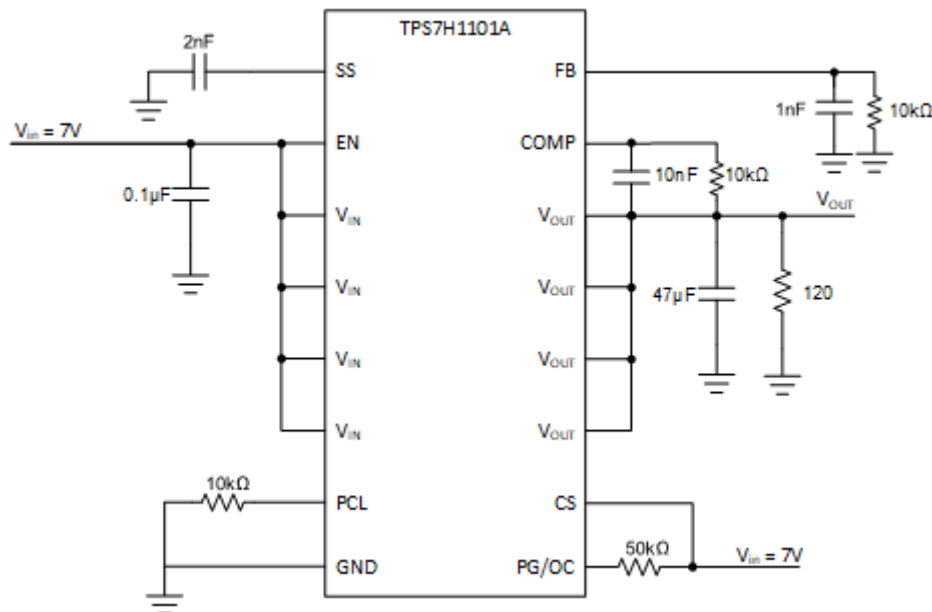 TPS7H1101A
2nF
SS
FB
1nF
10kΩ
Vin = 7V
EN
COMP
0.1µF
10nF
10kΩ
VIN
VOUT
VOUT
VIN
VOUT
47µF
120
VIN
VOUT
VIN
VOUT
10kΩ
PCL
CS
GND
PG/OC
50kΩ
Vin = 7V